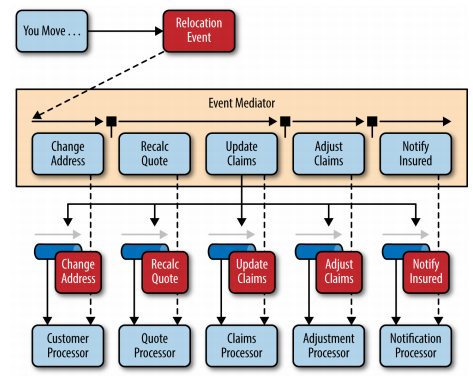 You Move ...
Relocation
Event
Event Mediator
Change
Address
Recalc
Quote
Update
Claims
Adjust
Claims
Notify
Insured
Change
Address
Recalc
Quote
Update
Claims
Adjust
Claims
Notify
Insured
Customer
Processor
Quote
Processor
Claims
Processor
Adjustment
Processor
Notification
Processor